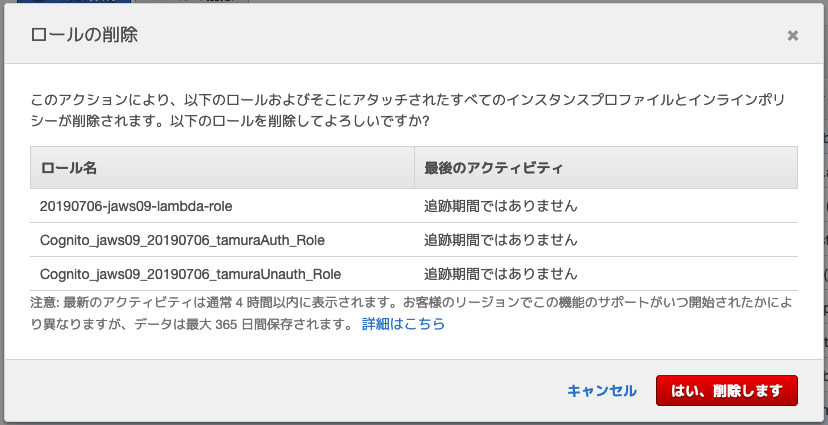 ロールの削除
このアクションにより、以下のロールおよびそこにアタッチされたすべてのインスタンスプロファイルとインラインポリ
シーが削除されます。以下のロールを削除してよろしいですか?
ロール名 最後のアクティビティ
20190706-jaws09-lambda-role 追跡期間ではありません
Cognito_jaws09_20190706_tamuraAuth_Role 追跡期間ではありません
Cognito_jaws09_20190706_tamuraUnauth_Role 追跡期間ではありません
注意: 最新のアクティビティは通常 4 時間以内に表示されます。お客様のリージョンでこの機能のサポートがいつ開始されたかによ
り異なりますが、データは最大 365 日間保存されます。 詳細はこちら
キャンセル はい、削除します